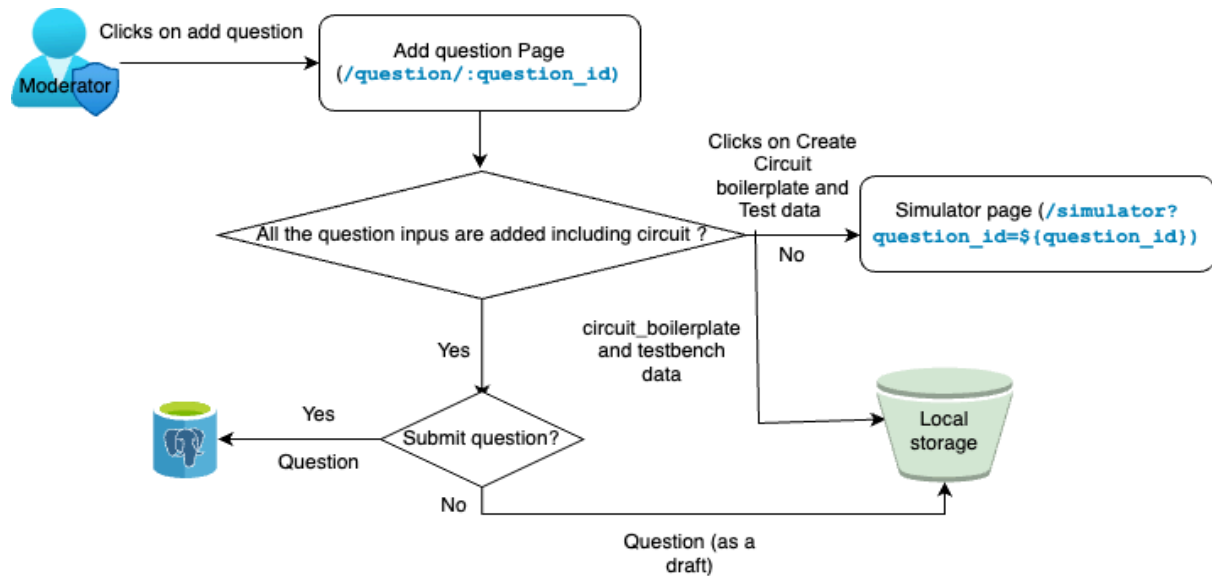 Clicks on add question
Moderator
Add question Page
(/question/:question_id)
Clicks on Create
Circuit
boilerplate and
Test data
All the question inpus are added including circuit ?
No
Simulator page (/simulator?
question_id=${question_id})
circuit_boilerplate
and testbench
data
Yes
Local
storage
Submit question?
Yes
Question
No
Question (as a
draft)